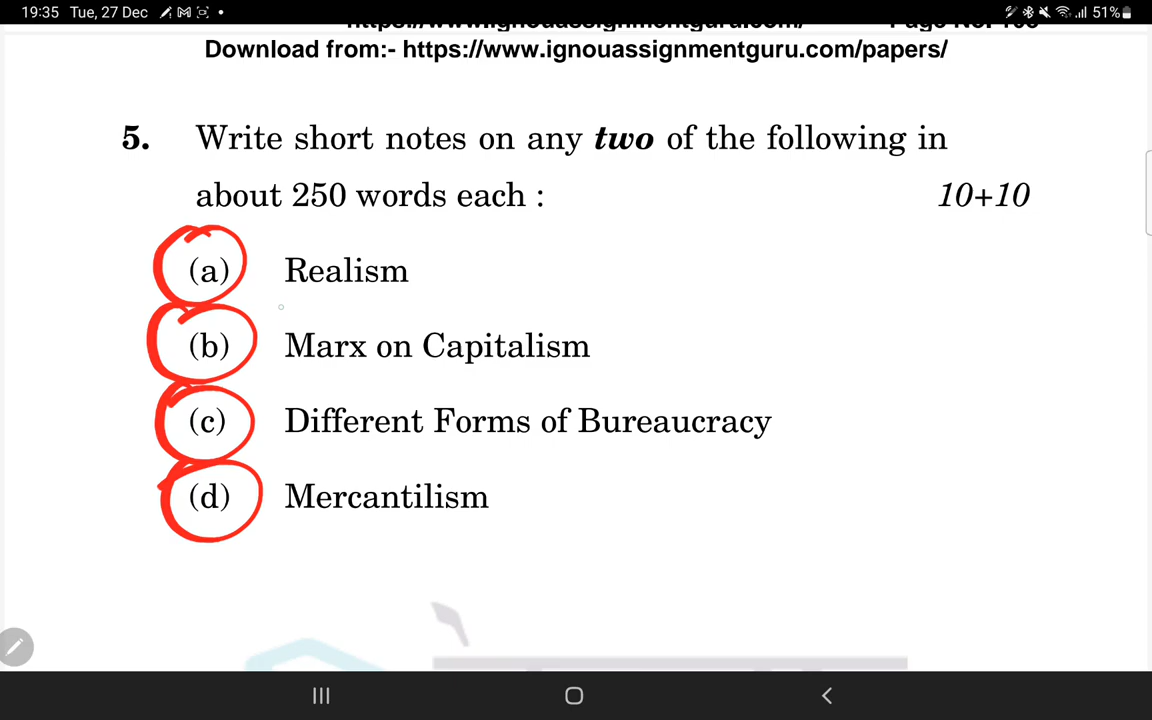 19:35 Tue, 27 Dec
51%
Download from:- https://www.ignouassignmentguru.com/papers/
5. Write short notes on any two of the following in
about 250 words each : 10+10
(a) Realism
(b) Marx on Capitalism
(c) Different Forms of Bureaucracy
(d) Mercantilism